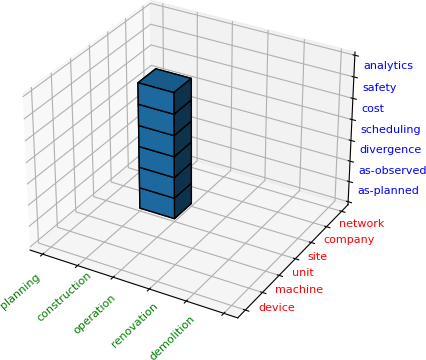 analytics
safety
cost
scheduling
divergence
as-observed
as-planned
network
company
site
unit
machine
device
planning
construction
operation
renovation
demolition